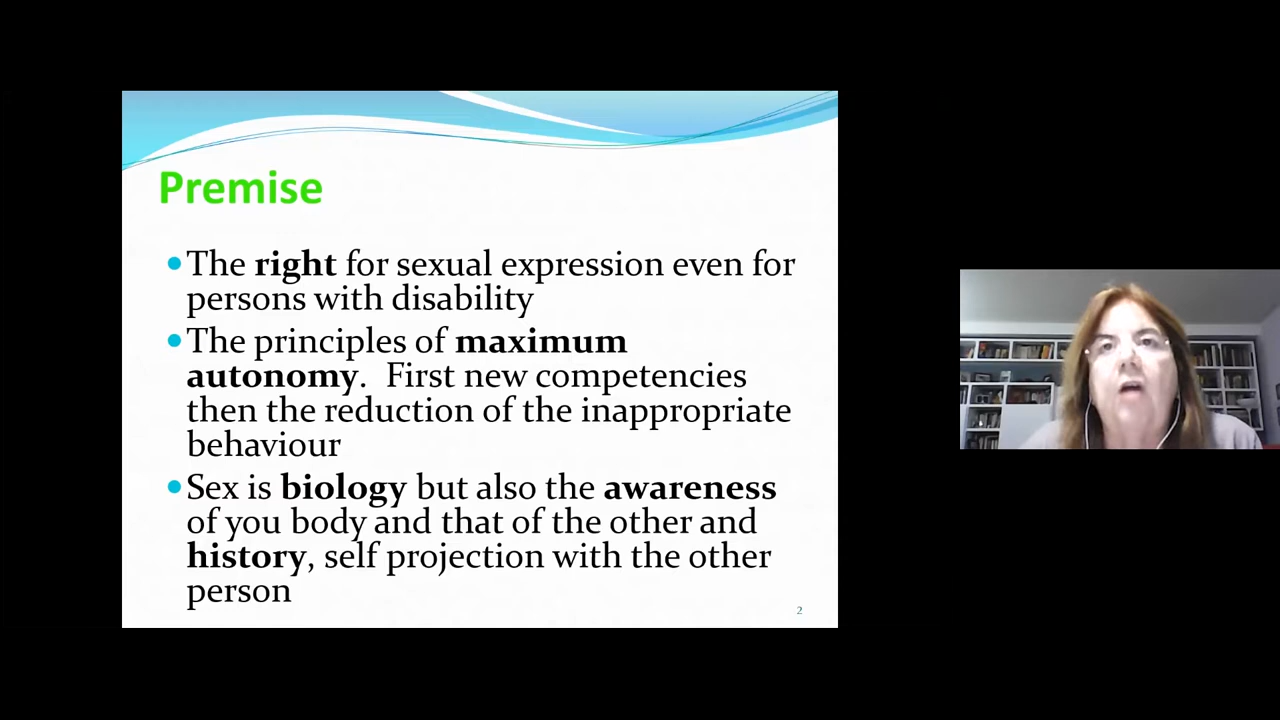 Premise
•The right for sexual expression even for
persons with disability
•The principles of maximum
autonomy.  First new competencies
then the reduction of the inappropriate
behaviour
•Sex is biology but also the awareness
of you body and that of the other and
history, self projection with the other
person
2